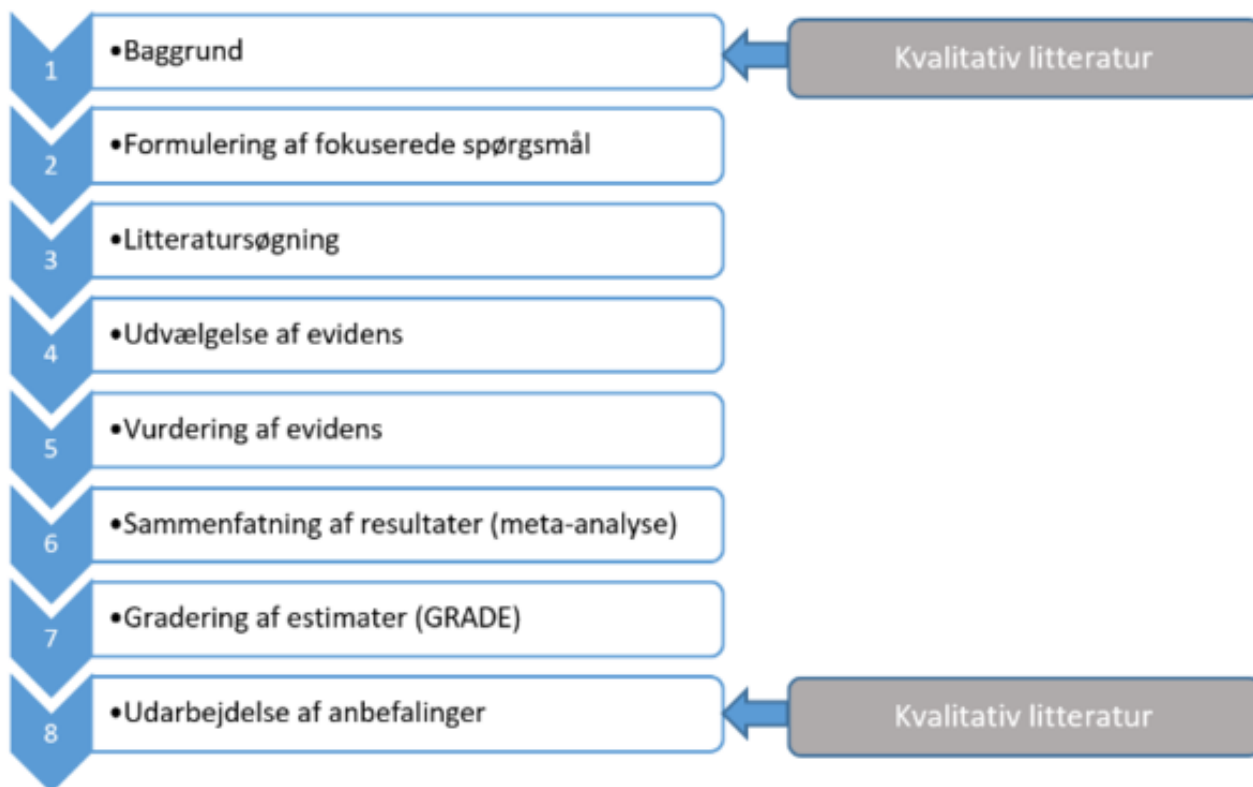 1
•Baggrund
Kvalitativ litteratur
2
•Formulering af fokuserede spørgsmål
3
•Litteratursøgning
4
•Udvælgelse af evidens
5
•Vurdering af evidens
6
•Sammenfatning af resultater (meta-analyse)
7
•Gradering af estimater (GRADE)
8
•Udarbejdelse af anbefalinger
Kvalitativ litteratur